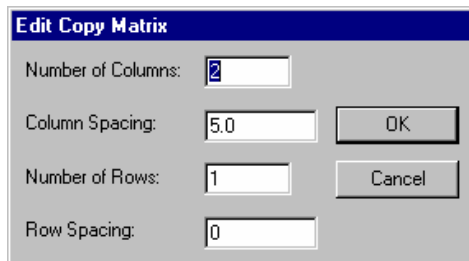 Edit Copy Matrix
Number of Columns: 2
Column Spacing: 5.0 OK
Number of Rows: 1 Cancel
Row Spacing: 0